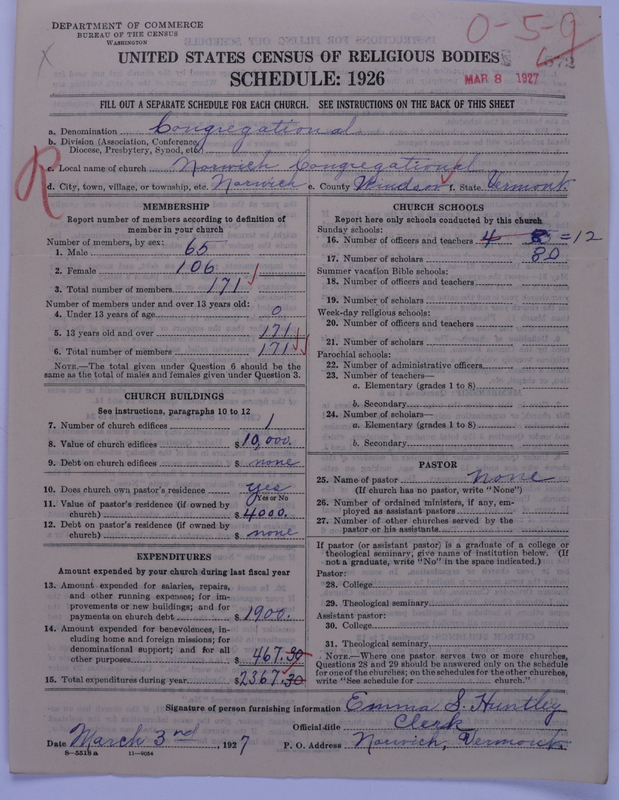 DEPARTMENT OF COMMERCE
BUREAU OF THE CENSUS
WASHINGTON
0-5-9
UNITED STATES CENSUS OF RELIGIOUS BODIES
SCHEDULE: 1926
MAR 8 1927
FILL OUT A SEPARATE SCHEDULE FOR EACH CHURCH. SEE INSTRUCTIONS ON THE BACK OF THIS SHEET
R
a. Denomination Congregational
b. Division (Association, Conference, Diocese, Presbytery, Synod, etc.)
c. Local name of church Norwich Congregational
d. City, town, village, or township, etc. Norwich e. County Windsor f. State Vermont.
MEMBERSHIP
Report number of members according to definition of member in your church
Number of members, by sex:
1. Male 65
2. Female 106
3. Total number of members 171
Number of members under and over 13 years old:
4. Under 13 years of age 0
5. 13 years old and over 171
6. Total number of members 171
NOTE.—The total given under Question 6 should be the same as the total of males and females given under Question 3.
CHURCH BUILDINGS
See instructions, paragraphs 10 to 12
7. Number of church edifices 1
8. Value of church edifices $10,000.
9. Debt on church edifices $ none
10. Does church own pastor's residence yes
Yes or No
11. Value of pastor's residence (if owned by church) $4000.
12. Debt on pastor's residence (if owned by church) $ none
EXPENDITURES
Amount expended by your church during last fiscal year
13. Amount expended for salaries, repairs, and other running expenses; for improvements or new buildings; and for payments on church debt $1900.
14. Amount expended for benevolences, including home and foreign missions; for denominational support; and for all other purposes $467.30
15. Total expenditures during year $2367.30
CHURCH SCHOOLS
Report here only schools conducted by this church
Sunday schools:
16. Number of officers and teachers 4 8 =12
17. Number of scholars 80
Summer vacation Bible schools:
18. Number of officers and teachers
19. Number of scholars
Week-day religious schools:
20. Number of officers and teachers
21. Number of scholars
Parochial schools:
22. Number of administrative officers
23. Number of teachers—
a. Elementary (grades 1 to 8)
b. Secondary
24. Number of scholars—
a. Elementary (grades 1 to 8)
b. Secondary
PASTOR
25. Name of pastor None
(If church has no pastor, write "None")
26. Number of ordained ministers, if any, employed as assistant pastors
27. Number of other churches served by the pastor or his assistants
If pastor (or assistant pastor) is a graduate of a college or theological seminary, give name of institution below. (If not a graduate, write "No" in the space indicated.)
Pastor:
28. College
29. Theological seminary
Assistant pastor:
30. College
31. Theological seminary
NOTE.—Where one pastor serves two or more churches, Questions 28 and 29 should be answered only on the schedule for one of the churches; on the schedules for the other churches, write "See schedule for church."
Signature of person furnishing information Emma S. Huntley
Official title Clerk
Date March 3nd, 1927 P. O. Address Norwich, Vermont.
8-5518a 11-9054